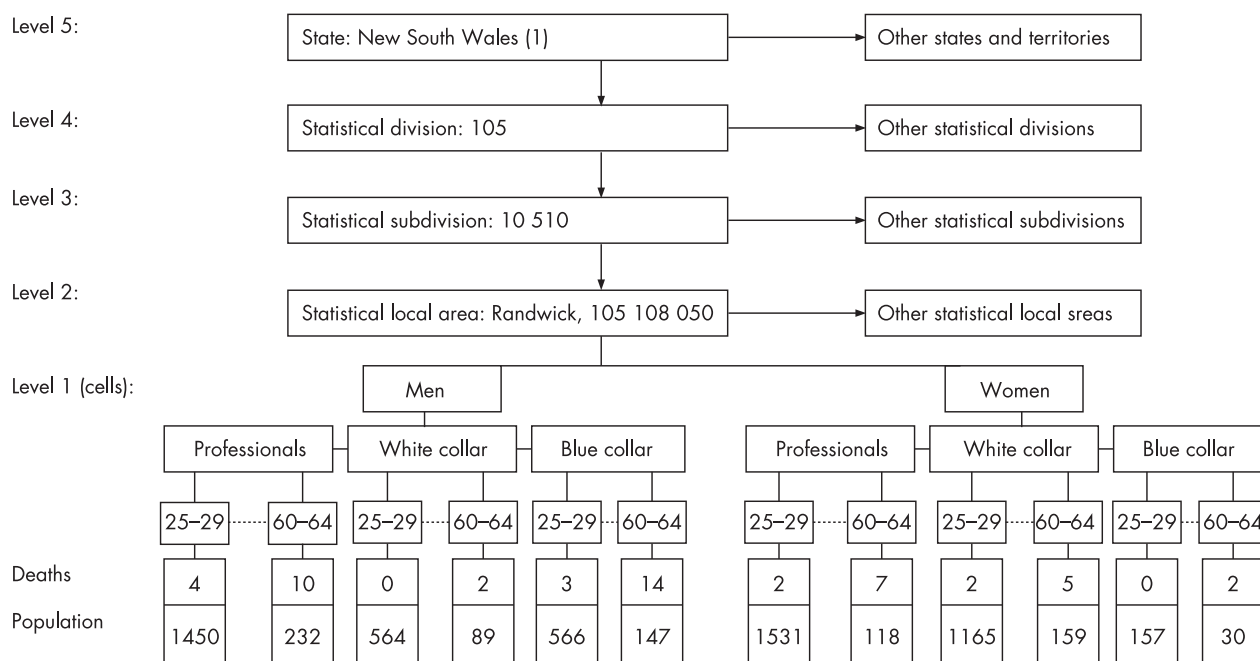 Level 5:
State: New South Wales (1)
Other states and territories
Level 4:
Statistical division: 105
Other statistical divisions
Level 3:
Statistical subdivision: 10 510
Other statistical subdivisions
Level 2:
Statistical local area: Randwick, 105 108 050
Other statistical local sreas
Level 1 (cells):
Men
Women
Professionals
White collar
Blue collar
Professionals
White collar
Blue collar
25–29
60–64
25–29
60–64
25–29
60–64
25–29
60–64
25–29
60–64
25–29
60–64
Deaths
4
10
0
2
3
14
2
7
2
5
0
2
Population
1450
232
564
89
566
147
1531
118
1165
159
157
30